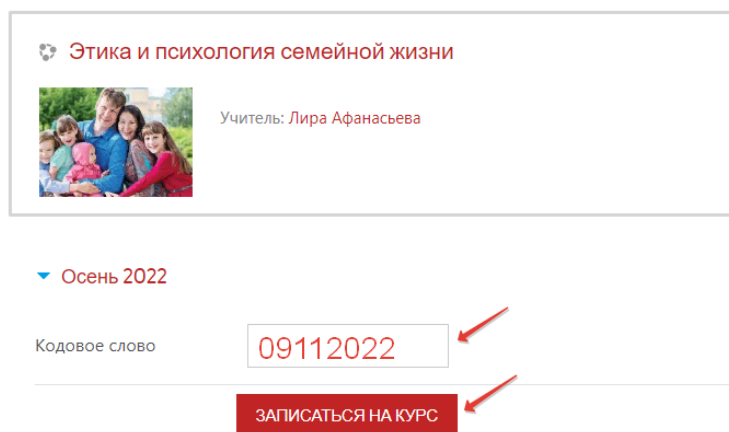 Этика и психология семейной жизни
Учитель: Лира Афанасьева
Осень 2022
Кодовое слово
09112022
ЗАПИСАТЬСЯ НА КУРС